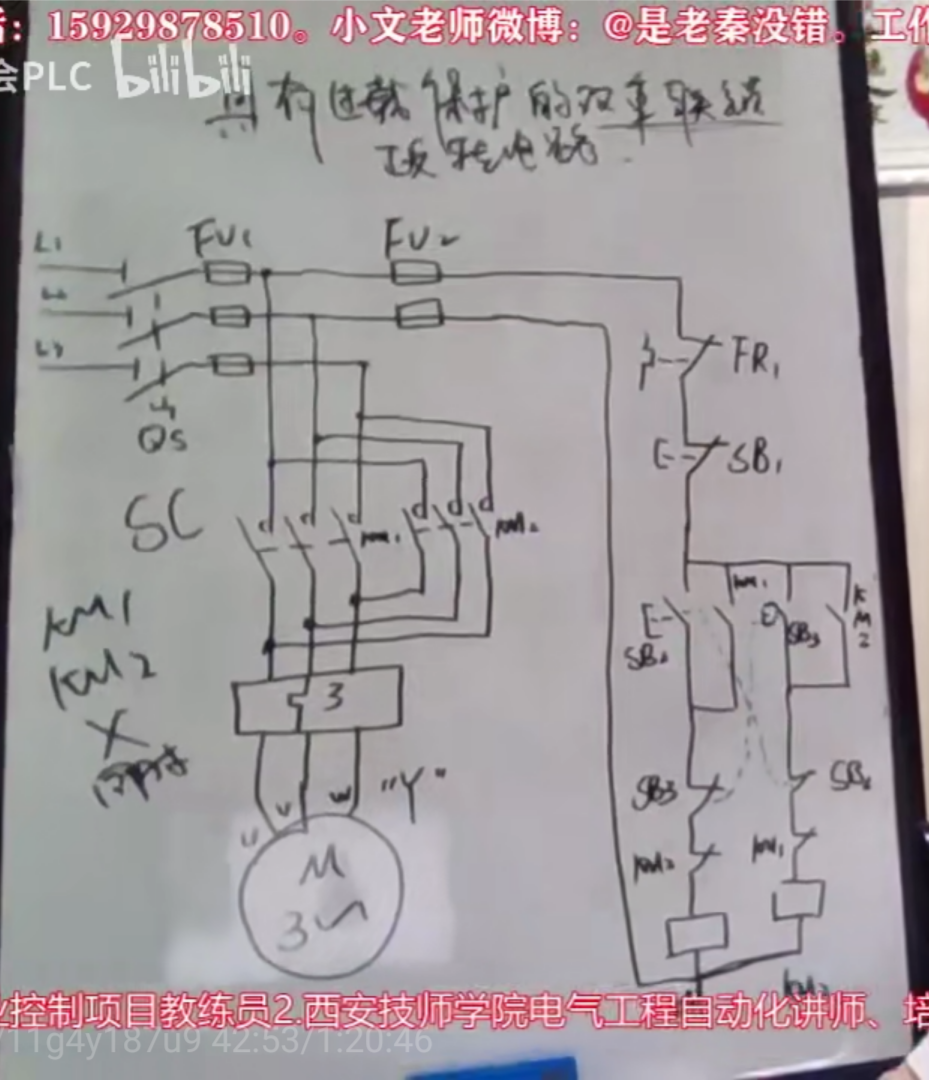 话：15929878510。小文老师微博：@是老秦没错。工作
会PLC bilibili
具有过载保护的双重联锁
正反转电路.
L1
L2
L3
FU1
FU2
QS
FR1
SB1
SC
KM1
KM2
KM1
KM2
X
同时
KM1
SB2
SB3
KM2
3
SB3
SB2
KM2
KM1
U
V
W
"Y"
M
3~
KM2
业控制项目教练员2.西安技师学院电气工程自动化讲师、培
11g4y187u9 42:53/1:20:46